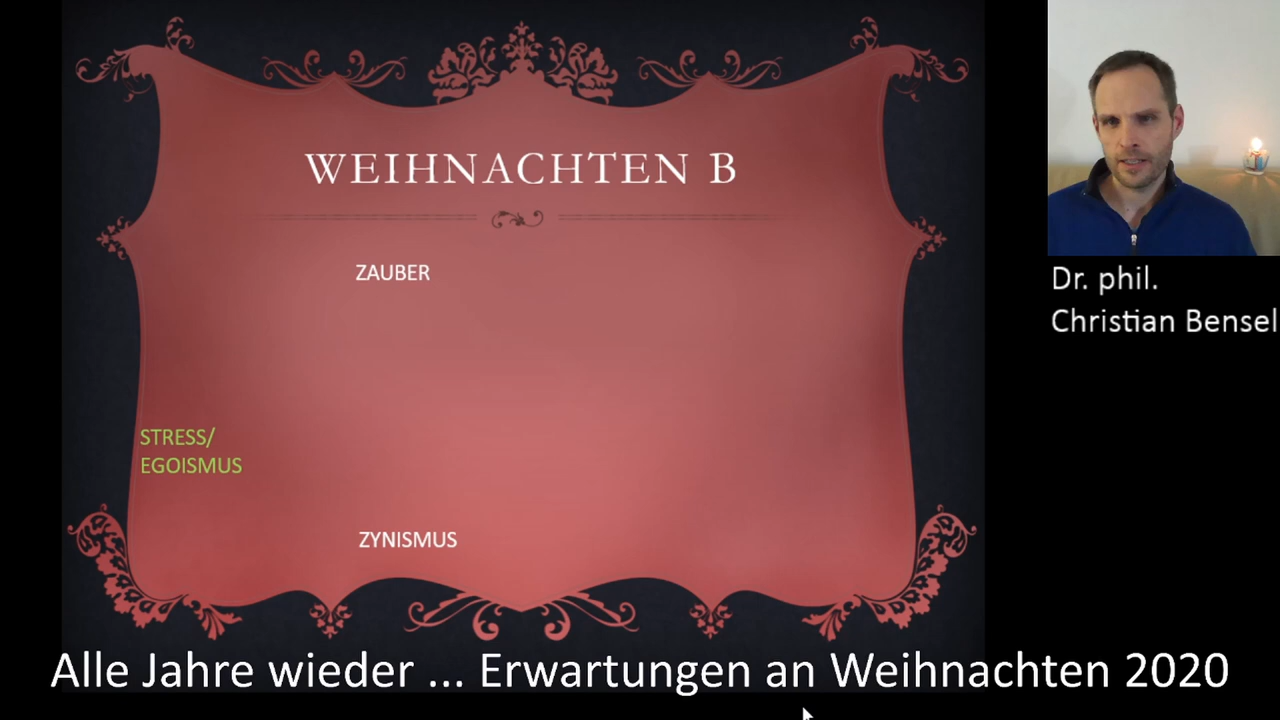 WEIHNACHTEN B
ZAUBER
STRESS/
EGOISMUS
ZYNISMUS
Dr. phil.
Christian Bensel
Alle Jahre wieder ... Erwartungen an Weihnachten 2020